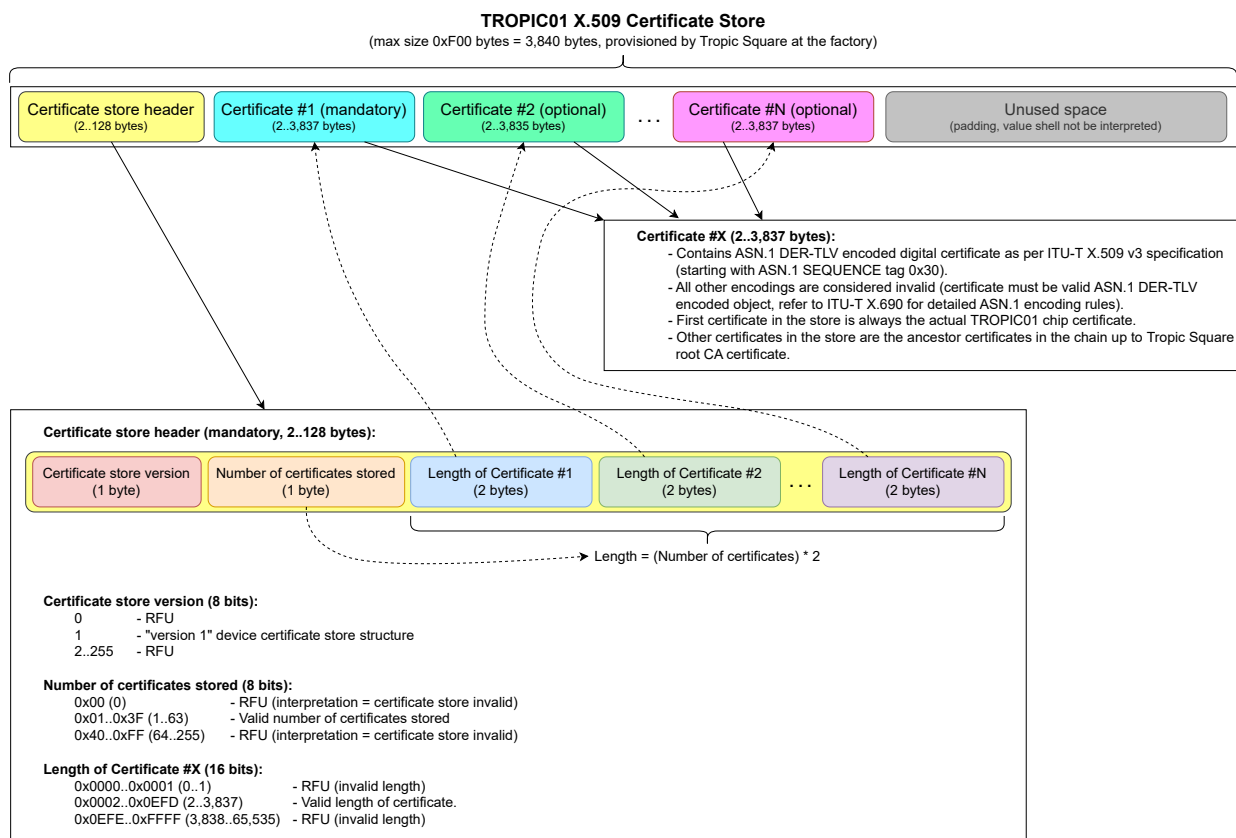 TROPIC01 X.509 Certificate Store
(max size 0xF00 bytes = 3,840 bytes, provisioned by Tropic Square at the factory)
Certificate store header
(2..128 bytes)
Certificate #1 (mandatory)
(2..3,837 bytes)
Certificate #2 (optional)
(2..3,835 bytes)
...
Certificate #N (optional)
(2..3,837 bytes)
Unused space
(padding, value shell not be interpreted)
Certificate #X (2..3,837 bytes):
- Contains ASN.1 DER-TLV encoded digital certificate as per ITU-T X.509 v3 specification
(starting with ASN.1 SEQUENCE tag 0x30).
- All other encodings are considered invalid (certificate must be valid ASN.1 DER-TLV
encoded object, refer to ITU-T X.690 for detailed ASN.1 encoding rules).
- First certificate in the store is always the actual TROPIC01 chip certificate.
- Other certificates in the store are the ancestor certificates in the chain up to Tropic Square
root CA certificate.
Certificate store header (mandatory, 2..128 bytes):
Certificate store version
(1 byte)
Number of certificates stored
(1 byte)
Length of Certificate #1
(2 bytes)
Length of Certificate #2
(2 bytes)
...
Length of Certificate #N
(2 bytes)
Length = (Number of certificates) * 2
Certificate store version (8 bits):
0 - RFU
1 - "version 1" device certificate store structure
2..255 - RFU
Number of certificates stored (8 bits):
0x00 (0) - RFU (interpretation = certificate store invalid)
0x01..0x3F (1..63) - Valid number of certificates stored
0x40..0xFF (64..255) - RFU (interpretation = certificate store invalid)
Length of Certificate #X (16 bits):
0x0000..0x0001 (0..1) - RFU (invalid length)
0x0002..0x0EFD (2..3,837) - Valid length of certificate.
0x0EFE..0xFFFF (3,838..65,535) - RFU (invalid length)